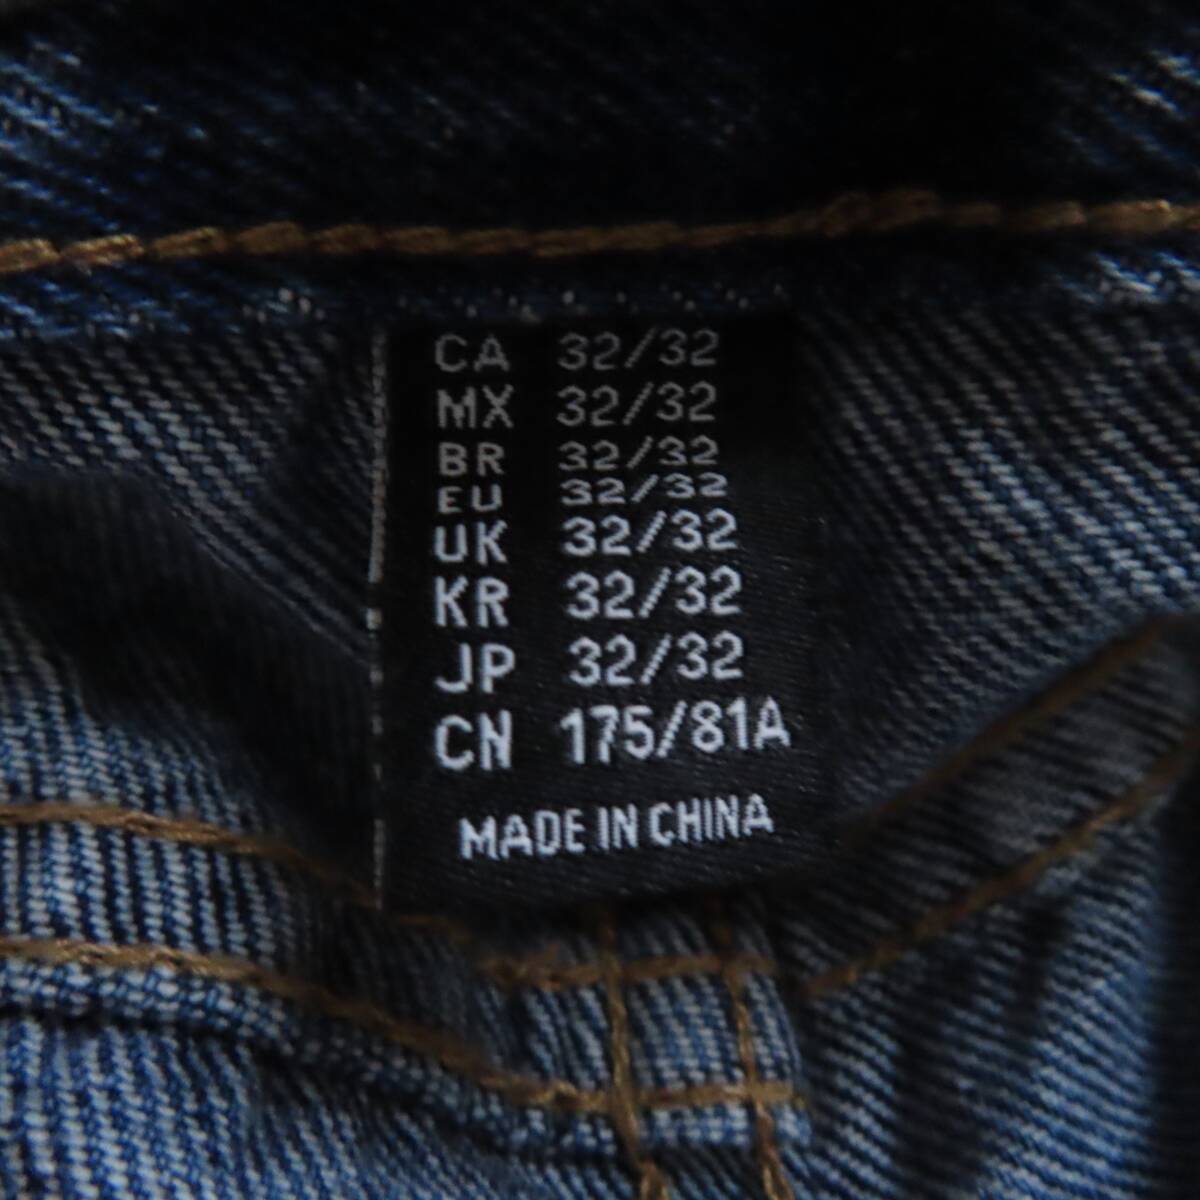 CA 32/32
MX 32/32
BR 32/32
EU 32/32
UK 32/32
KR 32/32
JP 32/32
CN 175/81A
MADE IN CHINA